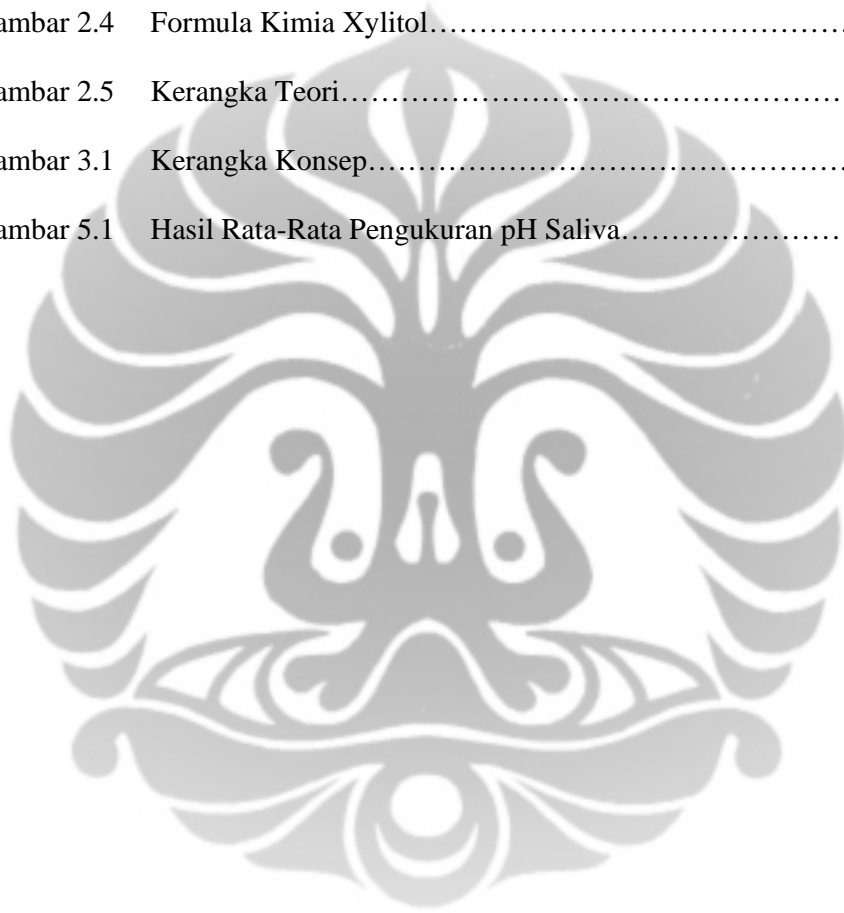 ambar 2.4 Formula Kimia Xylitol…………………………………….
ambar 2.5 Kerangka Teori……………………………………………….
ambar 3.1 Kerangka Konsep…………………………………………….
ambar 5.1 Hasil Rata-Rata Pengukuran pH Saliva………………….